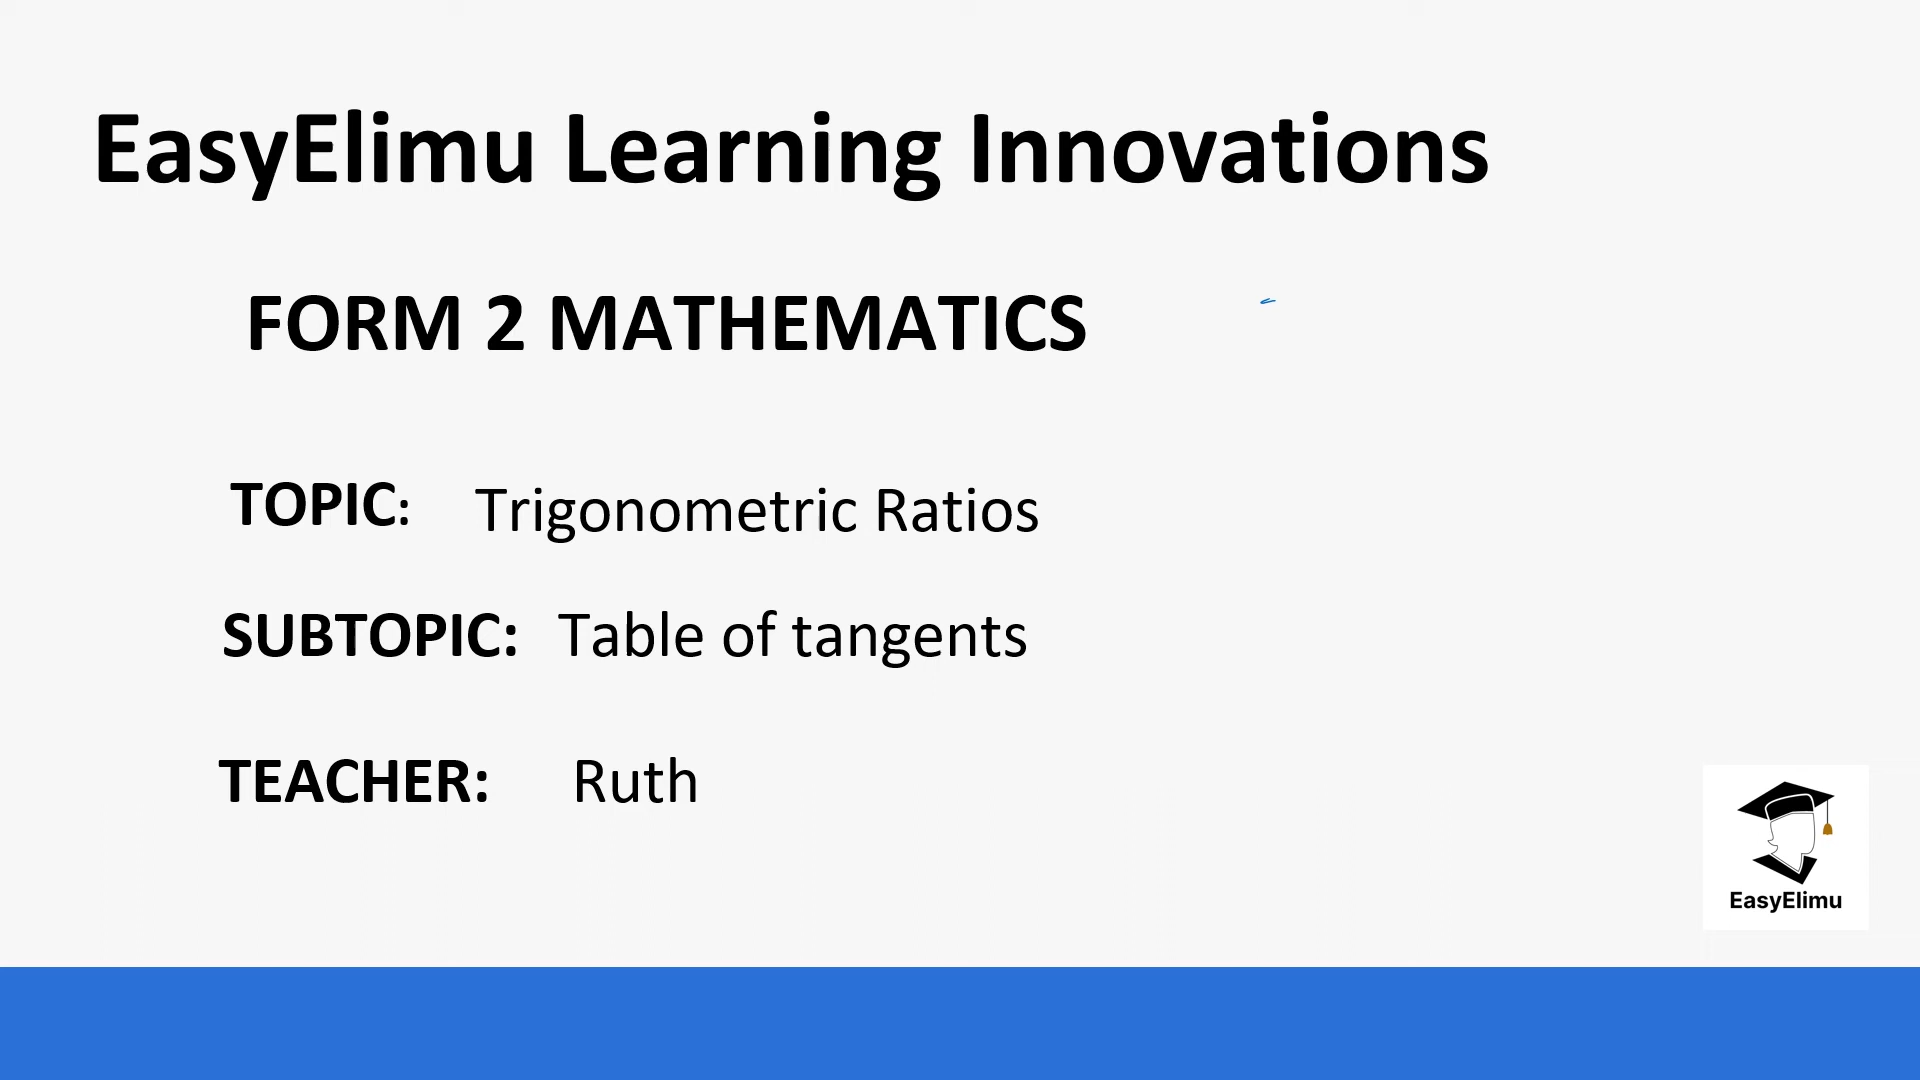 EasyElimu Learning Innovations
FORM 2 MATHEMATICS
TOPIC: Trigonometric Ratios
SUBTOPIC: Table of tangents
TEACHER: Ruth
EasyElimu